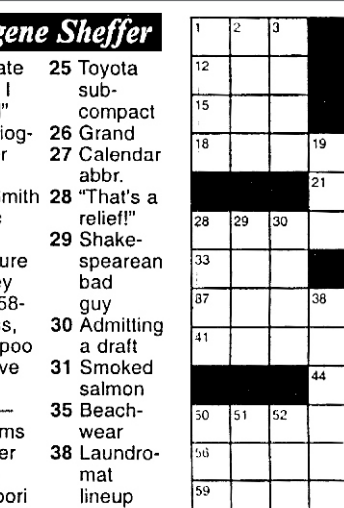 gene Sheffer
ate
I
"
iog-
r
mith
e
ure
y
58-
s,
poo
ve
—
ms
er
pori
25 Toyota
sub-
compact
26 Grand
27 Calendar
abbr.
28 "That's a
relief!"
29 Shake-
spearean
bad
guy
30 Admitting
a draft
31 Smoked
salmon
35 Beach-
wear
38 Laundro-
mat
lineup
1 2 3
12
15
18 19
21
28 29 30
33
37 38
41
44
50 51 52
56
59